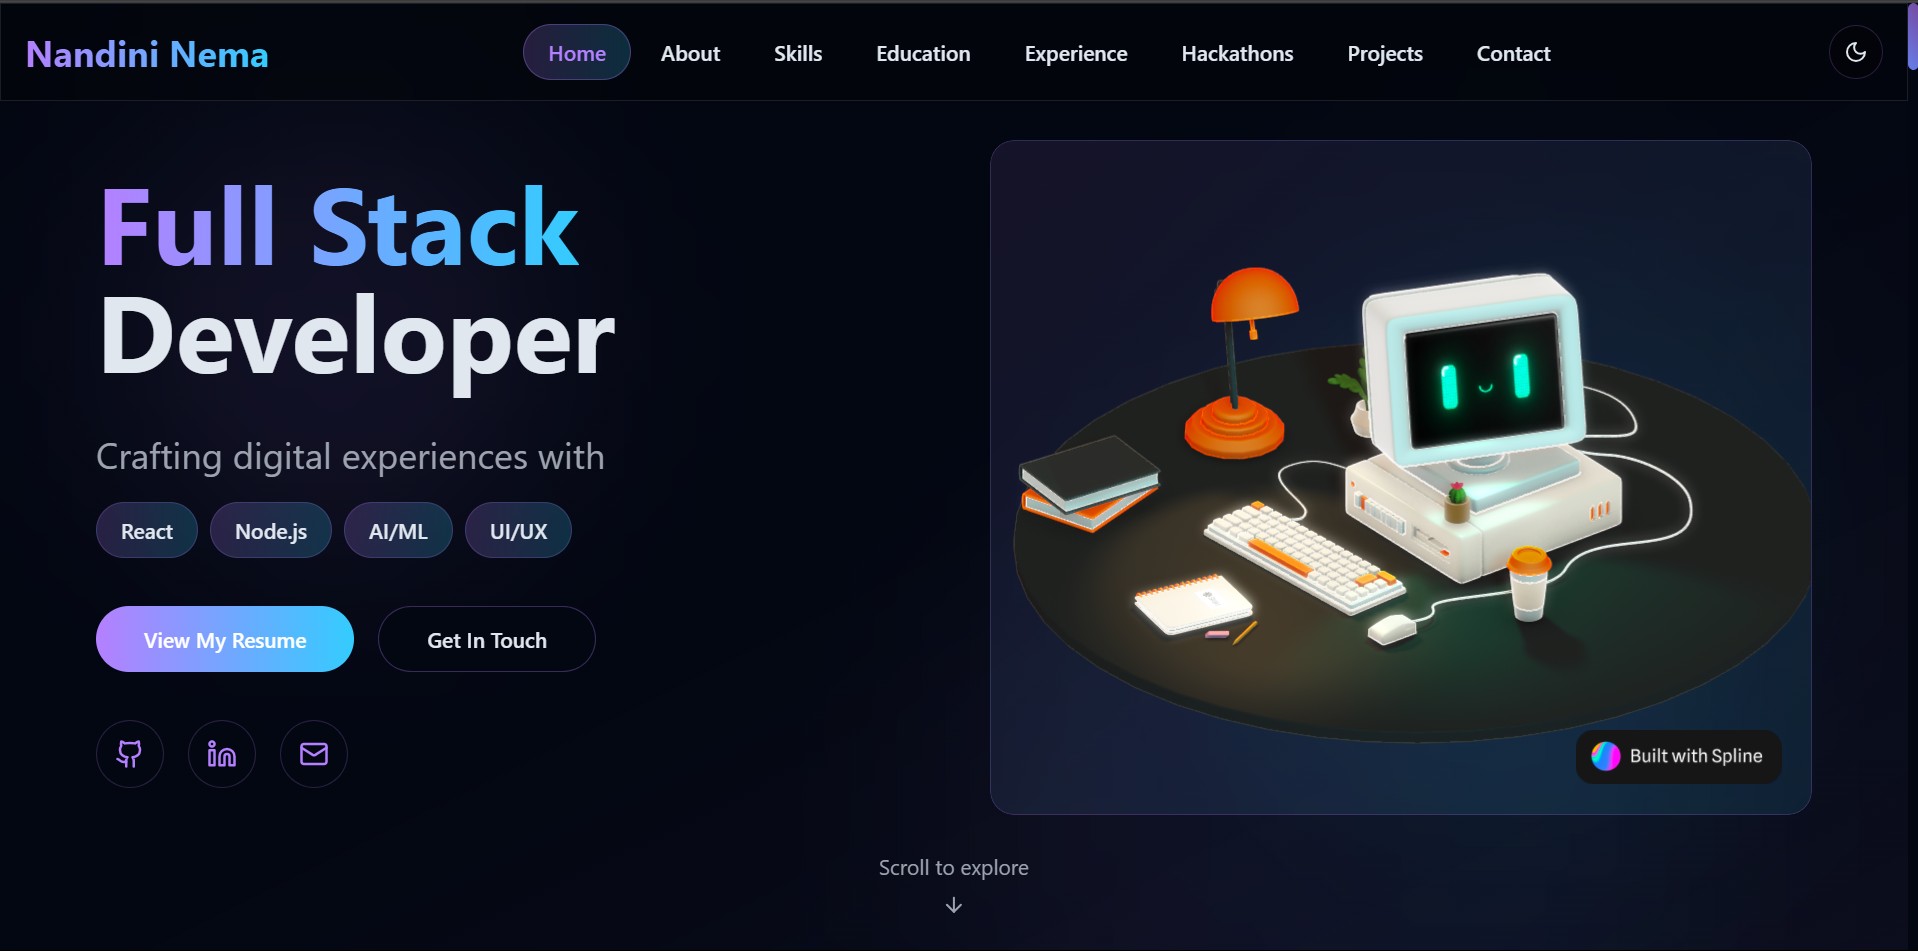 Nandini Nema
Home
About
Skills
Education
Experience
Hackathons
Projects
Contact
Full Stack
Developer
Crafting digital experiences with
React
Node.js
AI/ML
UI/UX
View My Resume
Get In Touch
Built with Spline
Scroll to explore